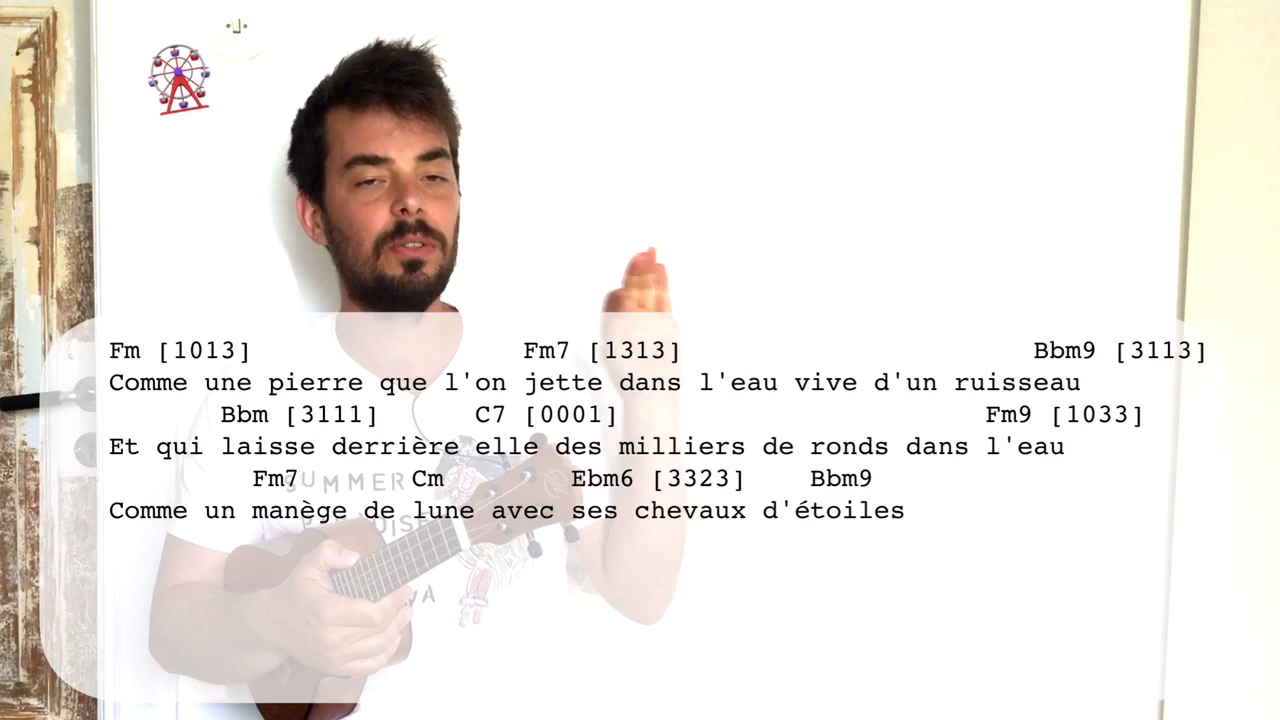 Fm [1013] Fm7 [1313] Bbm9 [3113]
Comme une pierre que l'on jette dans l'eau vive d'un ruisseau
Bbm [3111] C7 [0001] Fm9 [1033]
Et qui laisse derrière elle des milliers de ronds dans l'eau
Fm7 Cm Ebm6 [3323] Bbm9
Comme un manège de lune avec ses chevaux d'étoiles
SUMMER